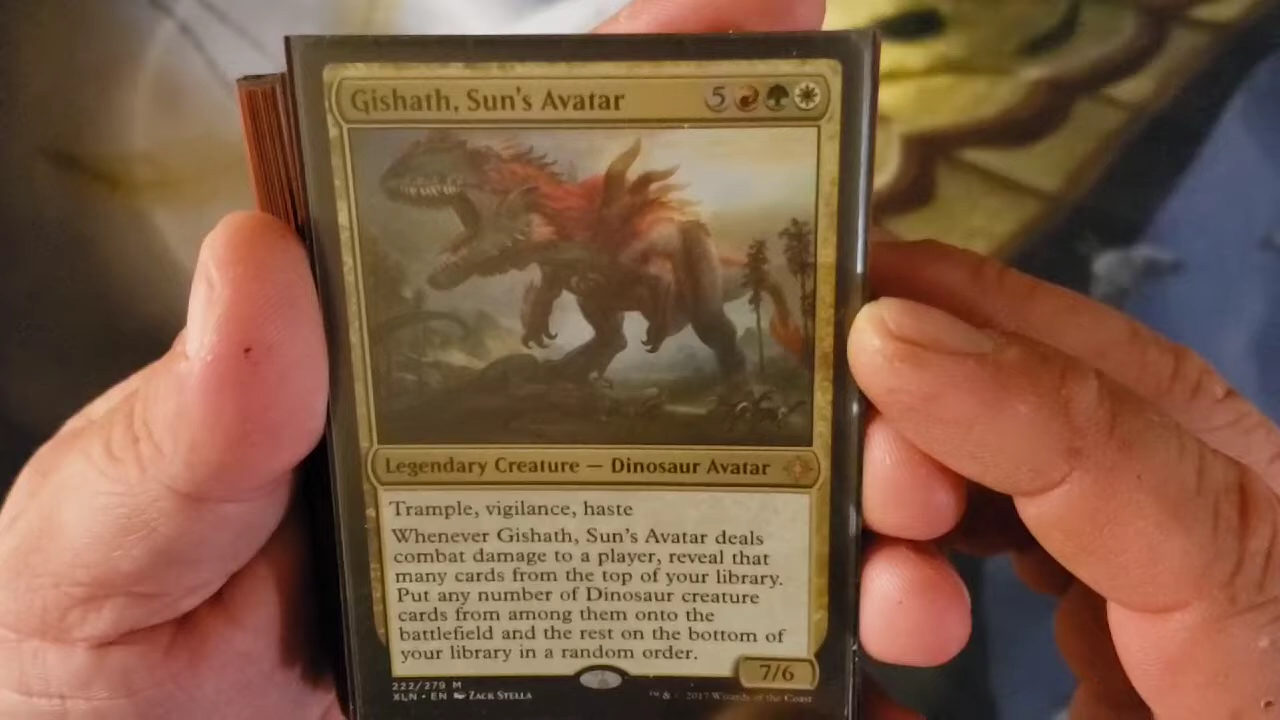 Gishath, Sun's Avatar 5
Legendary Creature — Dinosaur Avatar
Trample, vigilance, haste
Whenever Gishath, Sun's Avatar deals
combat damage to a player, reveal that
many cards from the top of your library.
Put any number of Dinosaur creature
cards from among them onto the
battlefield and the rest on the bottom of
your library in a random order.
7/6
222/279 M
XLN • EN Zack Stella
™ & 2017 Wizards of the Coast